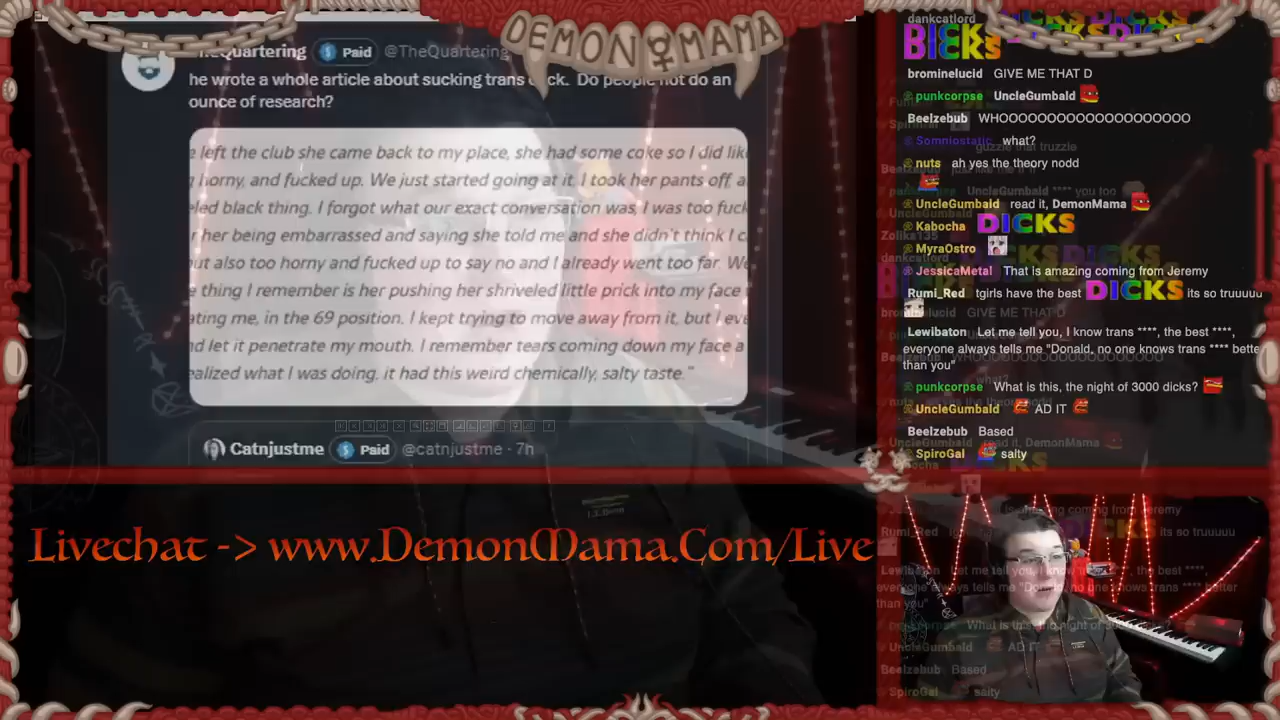 DEMON MAMA
TheQuartering Paid @TheQuartering
he wrote a whole article about sucking trans ck. Do people not do an
ounce of research?
left the club she came back to my place, she had some coke so I did lik
horny, and fucked up. We just started going at it, I took her pants off, a
led black thing. I forgot what our exact conversation was, I was too fuck
her being embarrassed and saying she told me and she didn't think I c
ut also too horny and fucked up to say no and I already went too far. We
e thing I remember is her pushing her shriveled little prick into my face
ating me, in the 69 position. I kept trying to move away from it, but I eve
nd let it penetrate my mouth. I remember tears coming down my face a
ealized what I was doing, it had this weird chemically, salty taste."
Catnjustme Paid @catnjustme · 7h
Livechat -> www.DemonMama.Com/Live
dankcatlord
DICKS DICKS DICKS
brominelucid GIVE ME THAT D
punkcorpse UncleGumbald
Beelzebub WHOOOOOOOOOOOOOOOOOOOO
Somniostatic what?
nuts ah yes the theory nodd
UncleGumbald read it, DemonMama
Kabocha DICKS
MyraOstro
JessicaMetal That is amazing coming from Jeremy
Rumi_Red tgirls have the best DICKS its so truuuu
Lewibaton Let me tell you, I know trans ****, the best ****,
everyone always tells me "Donald, no one knows trans **** bette
than you"
punkcorpse What is this, the night of 3000 dicks?
UncleGumbald AD IT
Beelzebub Based
SpiroGal salty